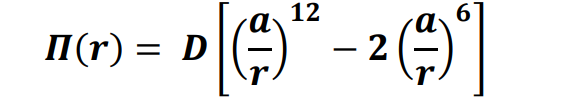 Π(r) = D[(a/r)^12 − 2(a/r)^6]